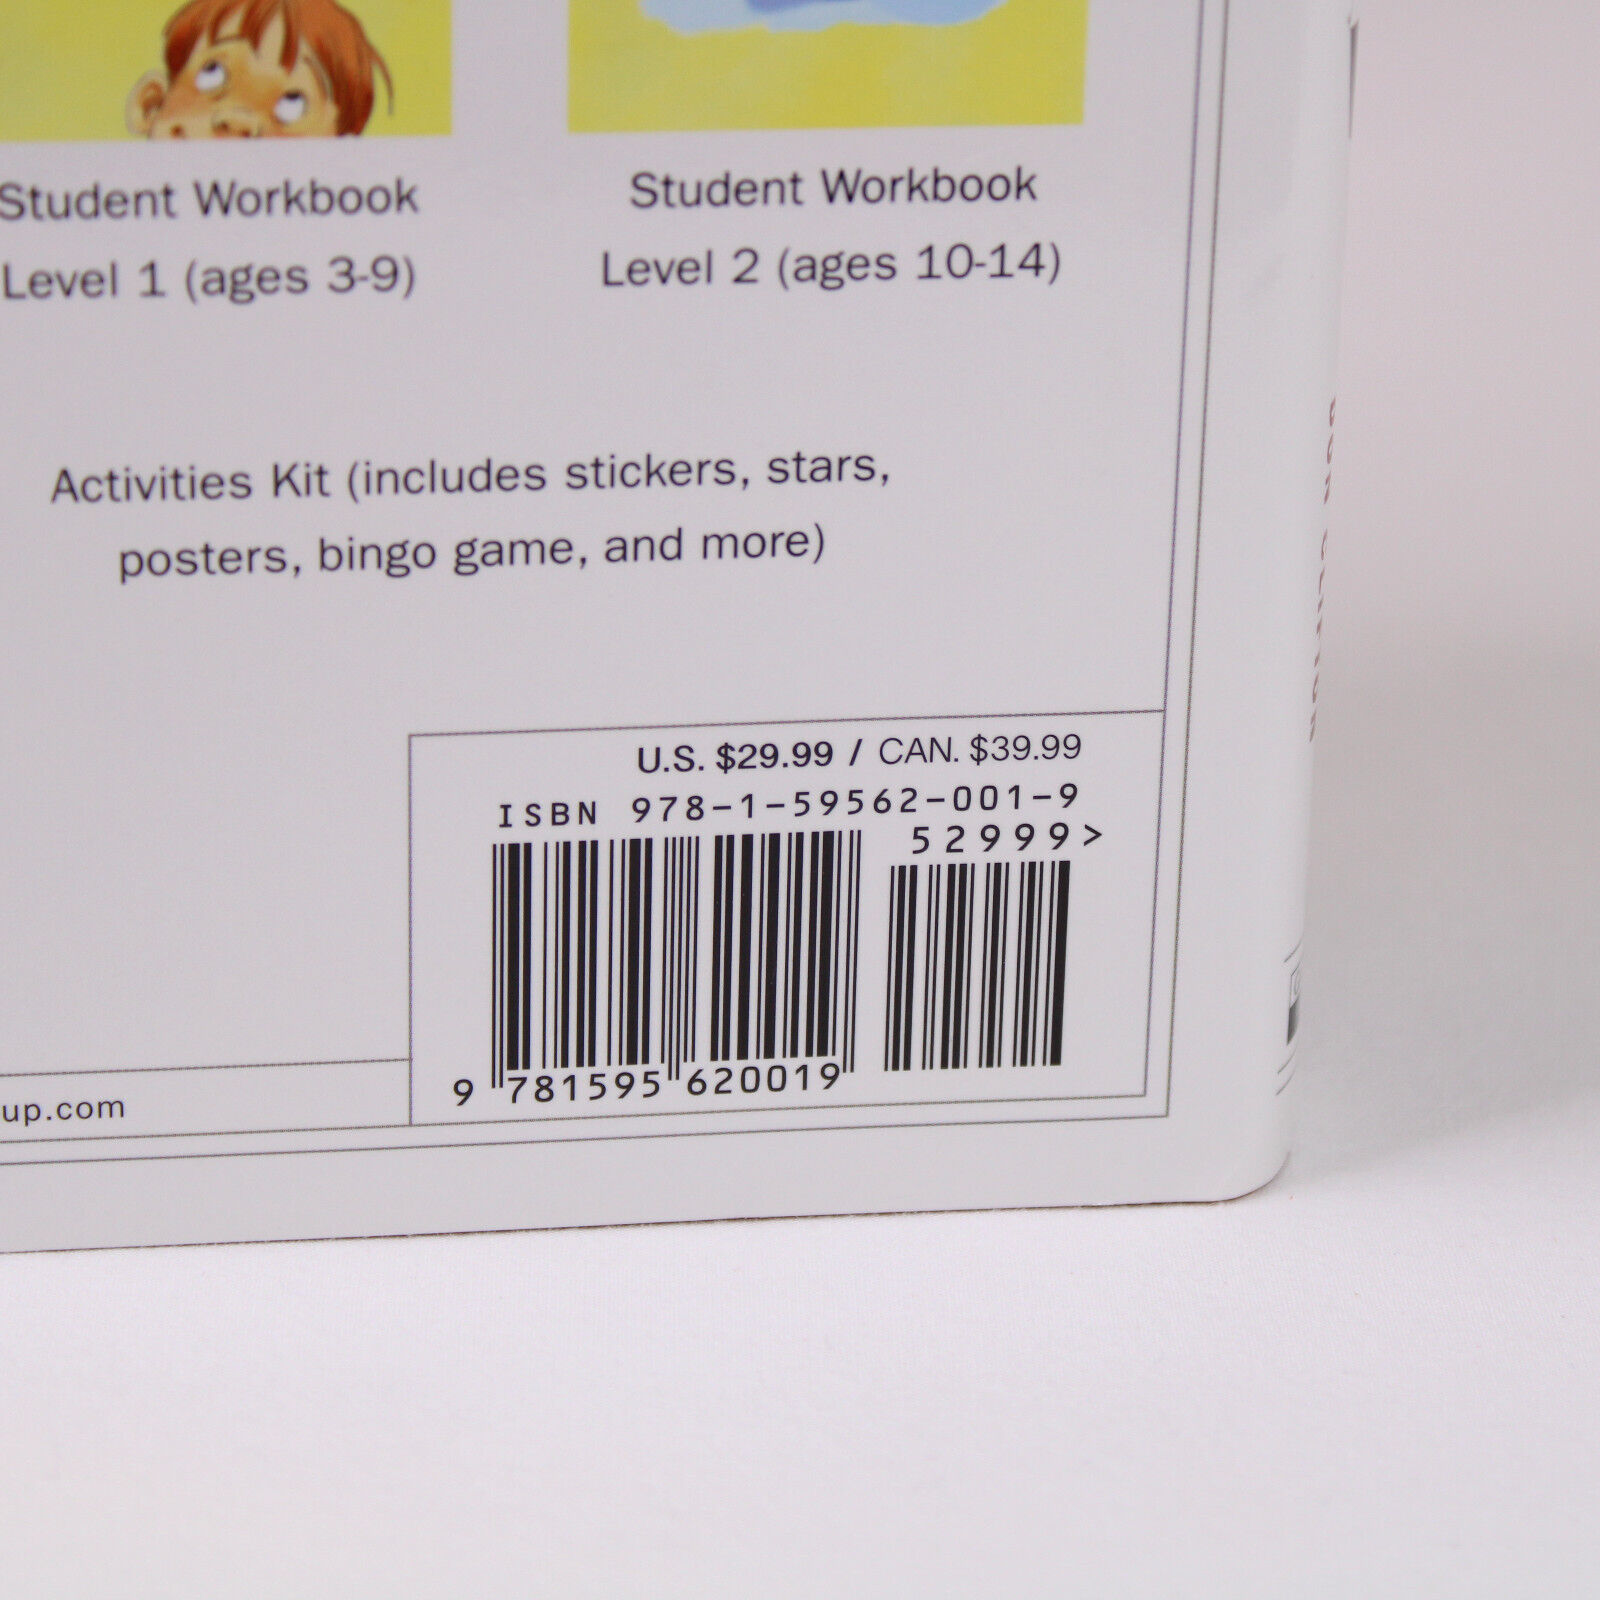 Student Workbook
Level 1 (ages 3-9)
Student Workbook
Level 2 (ages 10-14)
Activities Kit (includes stickers, stars,
posters, bingo game, and more)
U.S. $29.99 / CAN. $39.99
ISBN 978-1-59562-001-9
52999>
9 781595 620019
up.com